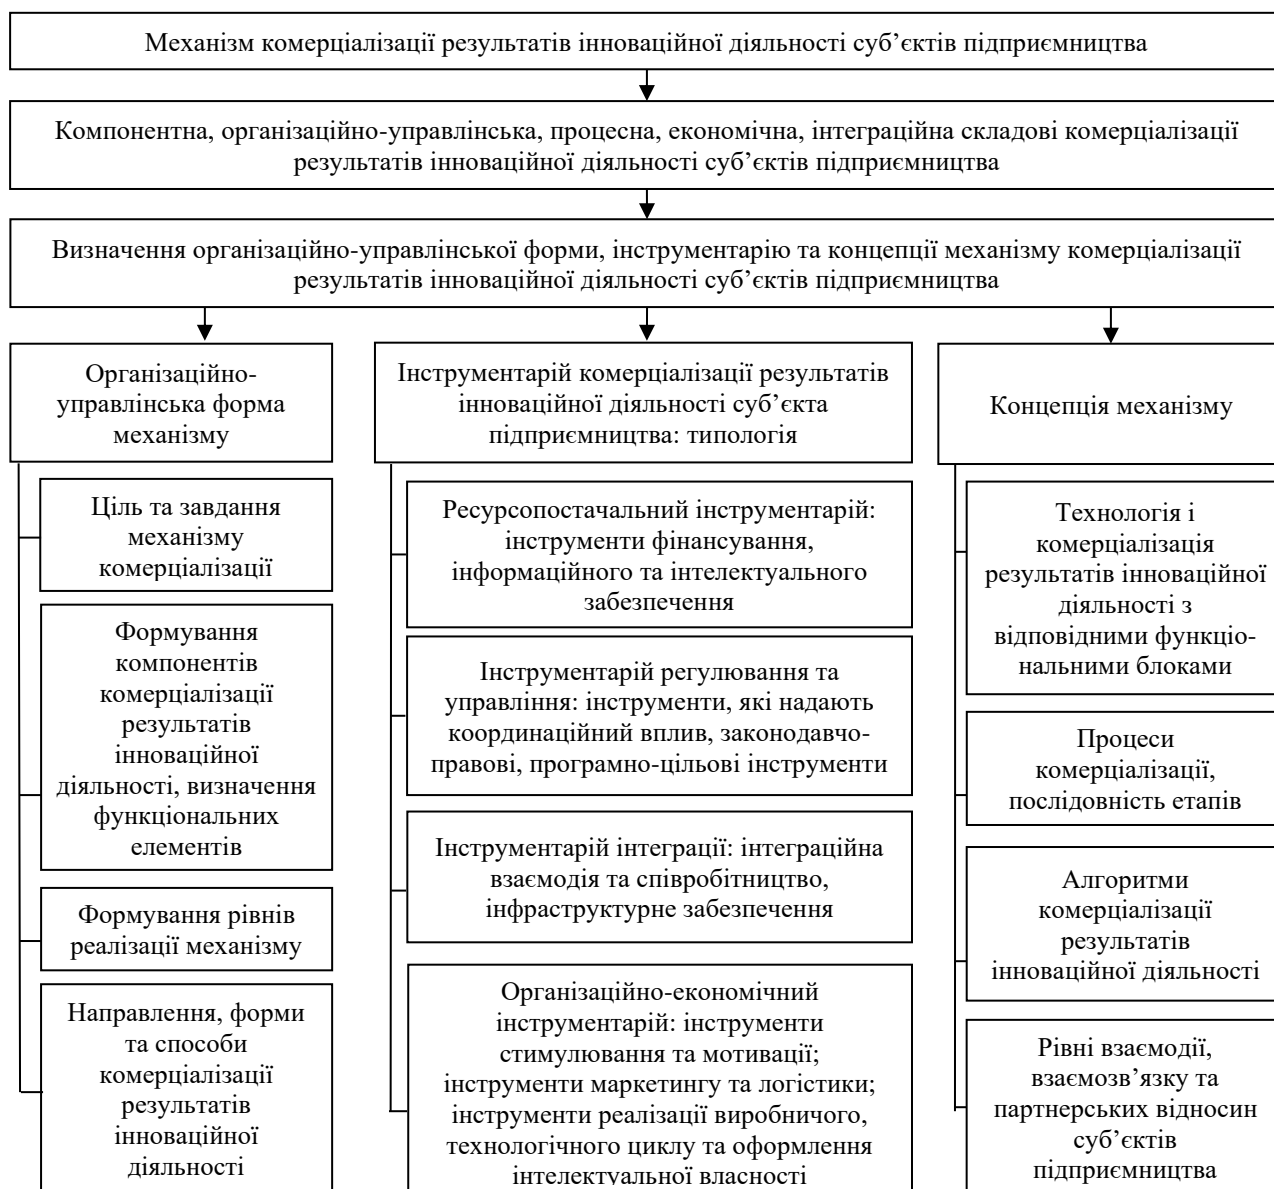 Механізм комерціалізації результатів інноваційної діяльності суб’єктів підприємництва
Компонентна, організаційно-управлінська, процесна, економічна, інтеграційна складові комерціалізації
результатів інноваційної діяльності суб’єктів підприємництва
Визначення організаційно-управлінської форми, інструментарію та концепції механізму комерціалізації
результатів інноваційної діяльності суб’єктів підприємництва
Організаційно-
управлінська форма
механізму
Ціль та завдання
механізму
комерціалізації
Формування
компонентів
комерціалізації
результатів
інноваційної
діяльності, визначення
функціональних
елементів
Формування рівнів
реалізації механізму
Направлення, форми
та способи
комерціалізації
результатів
інноваційної
діяльності
Інструментарій комерціалізації результатів
інноваційної діяльності суб’єкта
підприємництва: типологія
Ресурсопостачальний інструментарій:
інструменти фінансування,
інформаційного та інтелектуального
забезпечення
Інструментарій регулювання та
управління: інструменти, які надають
координаційний вплив, законодавчо-
правові, програмно-цільові інструменти
Інструментарій інтеграції: інтеграційна
взаємодія та співробітництво,
інфраструктурне забезпечення
Організаційно-економічний
інструментарій: інструменти
стимулювання та мотивації;
інструменти маркетингу та логістики;
інструменти реалізації виробничого,
технологічного циклу та оформлення
інтелектуальної власності
Концепція механізму
Технологія і
комерціалізація
результатів інноваційної
діяльності з
відповідними функціо-
нальними блоками
Процеси
комерціалізації,
послідовність етапів
Алгоритми
комерціалізації
результатів
інноваційної діяльності
Рівні взаємодії,
взаємозв’язку та
партнерських відносин
суб’єктів
підприємництва